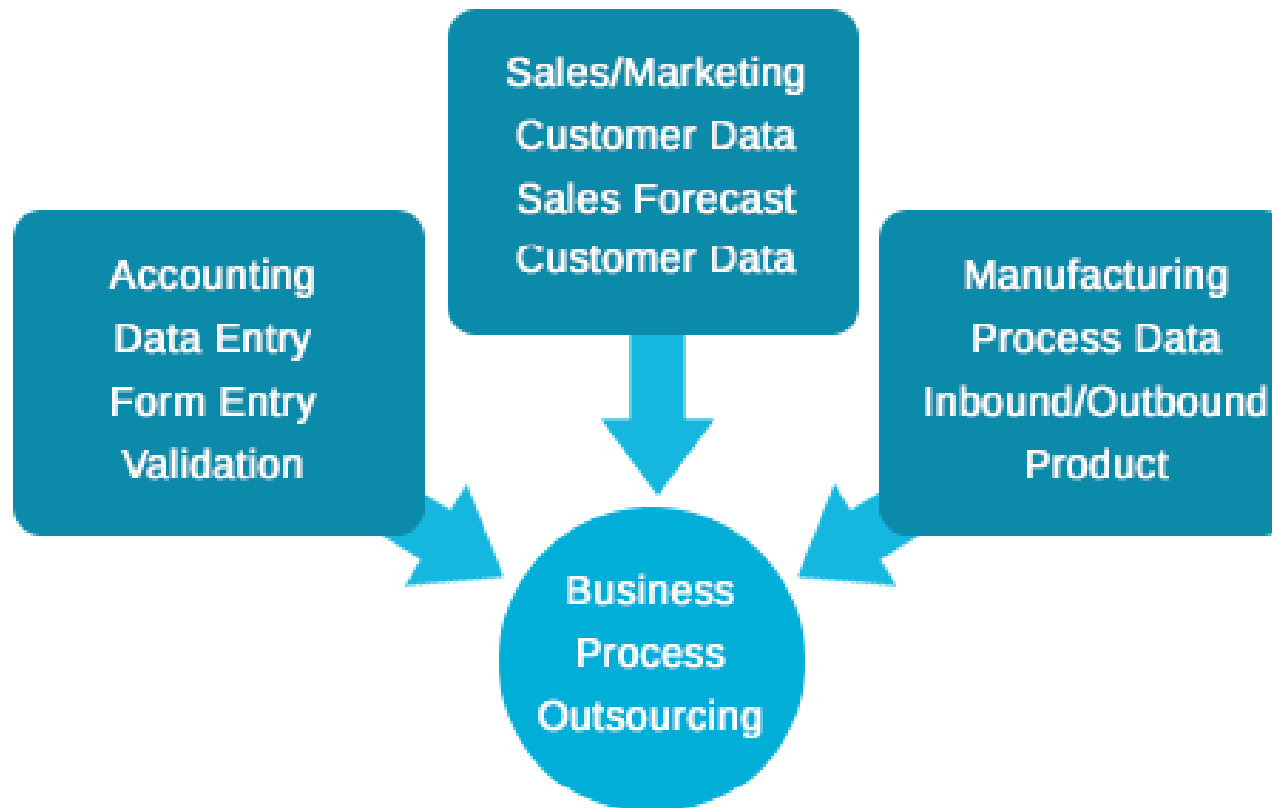 Sales/Marketing
Customer Data
Sales Forecast
Customer Data
Accounting
Data Entry
Form Entry
Validation
Manufacturing
Process Data
Inbound/Outbound
Product
Business
Process
Outsourcing